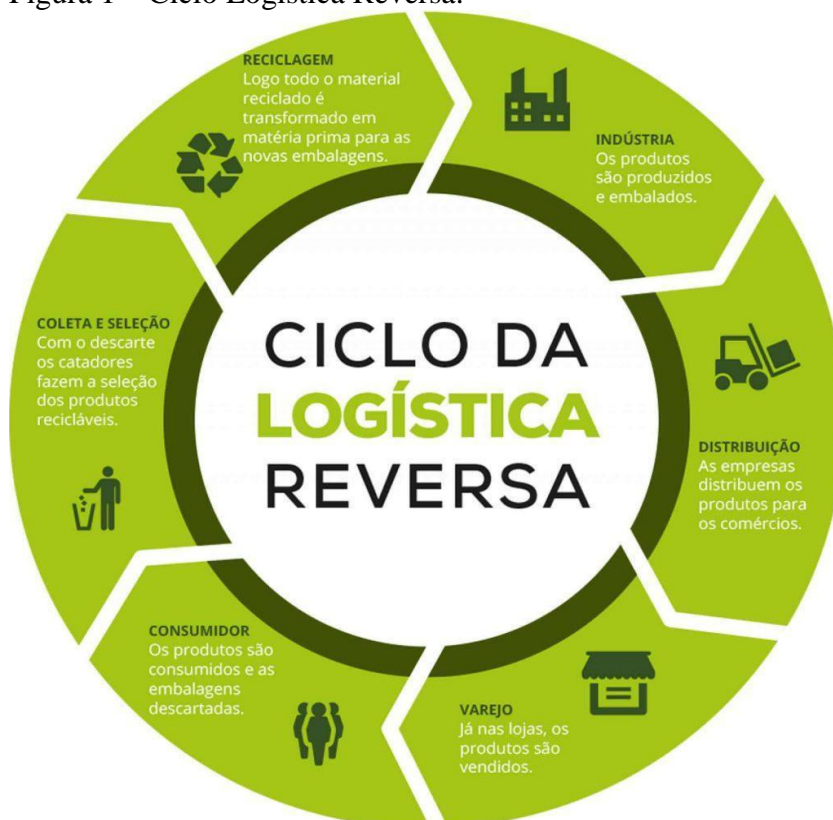 Figura 1 – Ciclo Logística Reversa.
RECICLAGEM
Logo todo o material
reciclado é
transformado em
matéria prima para as
novas embalagens.
INDÚSTRIA
Os produtos
são produzidos
e embalados.
DISTRIBUIÇÃO
As empresas
distribuem os
produtos para
os comércios.
VAREJO
Já nas lojas, os
produtos são
vendidos.
CONSUMIDOR
Os produtos são
consumidos e as
embalagens
descartadas.
COLETA E SELEÇÃO
Com o descarte
os catadores
fazem a seleção
dos produtos
recicláveis.
CICLO DA
LOGÍSTICA
REVERSA